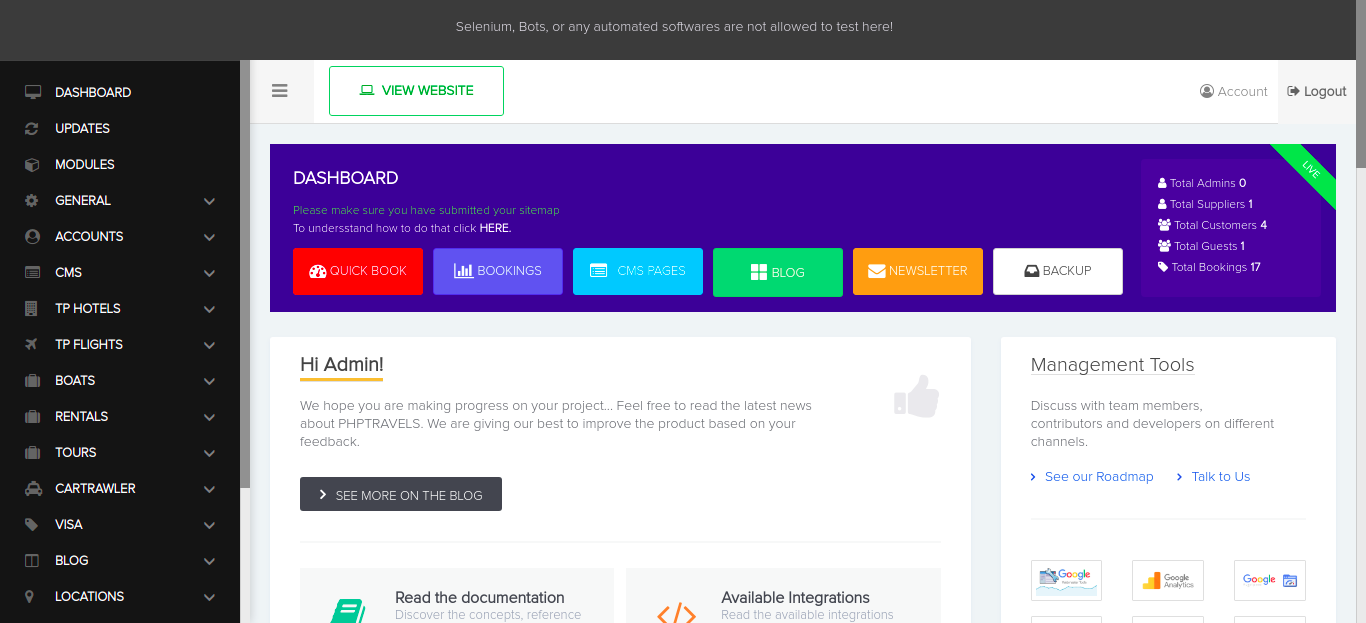 Selenium, Bots, or any automated softwares are not allowed to test here!
DASHBOARD
UPDATES
MODULES
GENERAL
ACCOUNTS
CMS
TP HOTELS
TP FLIGHTS
BOATS
RENTALS
TOURS
CARTRAWLER
VISA
BLOG
LOCATIONS
VIEW WEBSITE
Account
Logout
DASHBOARD
Please make sure you have submitted your sitemap
To undersstand how to do that click HERE.
QUICK BOOK
BOOKINGS
CMS PAGES
BLOG
NEWSLETTER
BACKUP
LIVE
Total Admins 0
Total Suppliers 1
Total Customers 4
Total Guests 1
Total Bookings 17
Hi Admin!
We hope you are making progress on your project... Feel free to read the latest news
about PHPTRAVELS. We are giving our best to improve the product based on your
feedback.
SEE MORE ON THE BLOG
Read the documentation
Discover the concepts, reference
Available Integrations
Read the available integrations
Management Tools
Discuss with team members,
contributors and developers on different
channels.
See our Roadmap
Talk to Us
Google
Google
Analytics
Google